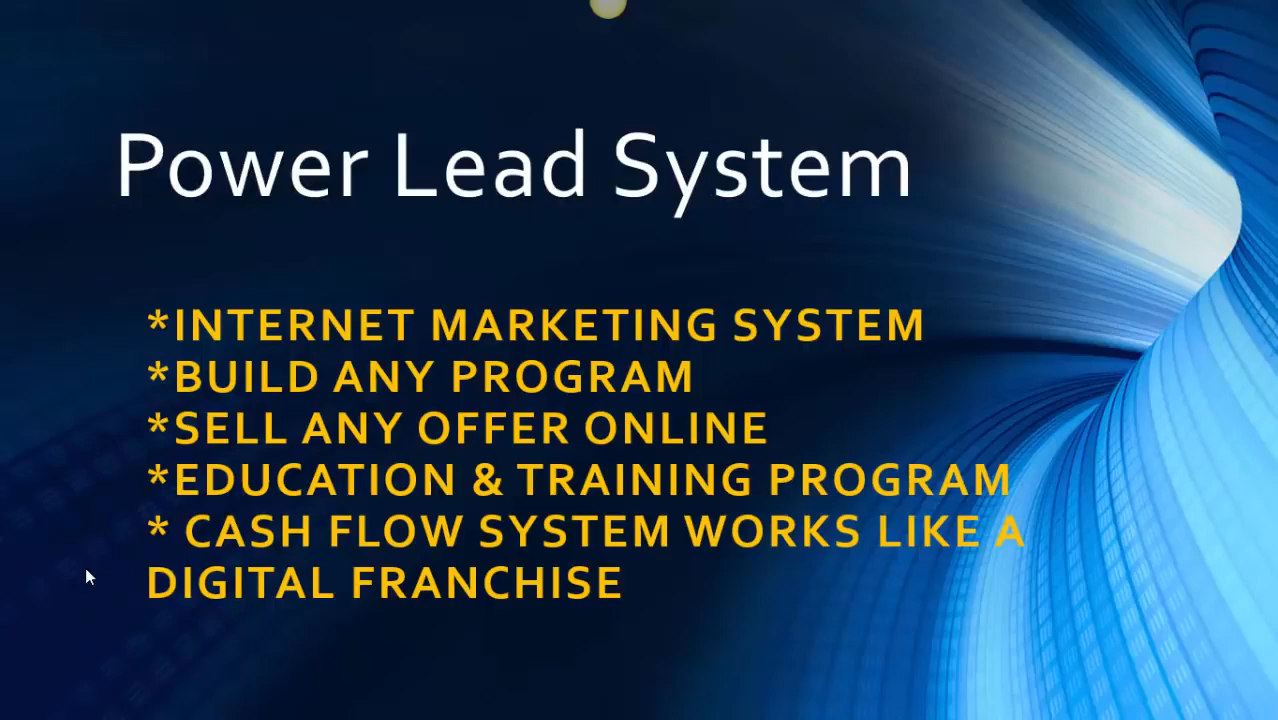 Power Lead System
*INTERNET MARKETING SYSTEM
*BUILD ANY PROGRAM
*SELL ANY OFFER ONLINE
*EDUCATION & TRAINING PROGRAM
* CASH FLOW SYSTEM WORKS LIKE A
DIGITAL FRANCHISE